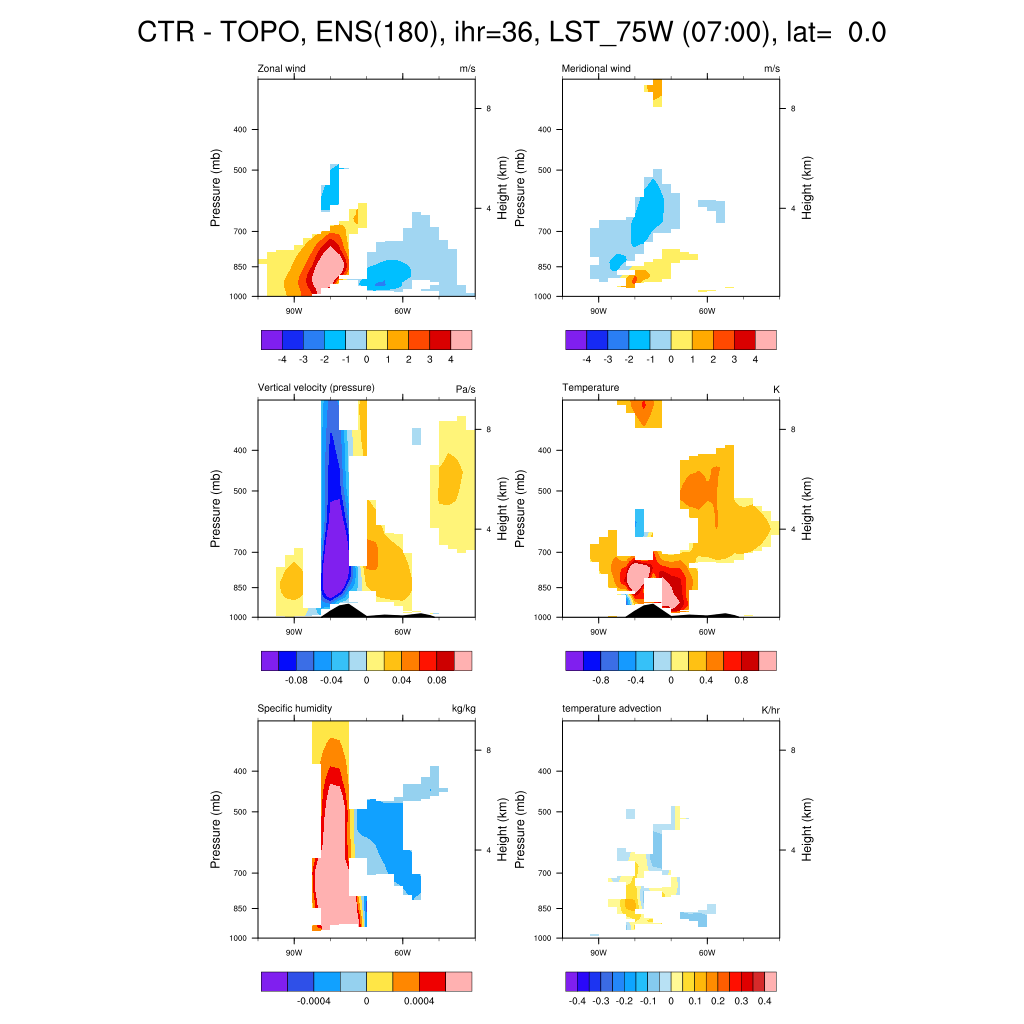 CTR - TOPO, ENS(180), ihr=36, LST_75W (07:00), lat= 0.0
Zonal wind m/s
Pressure (mb)
Height (km)
400
500
700
850
1000
8
4
90W 60W
-4 -3 -2 -1 0 1 2 3 4
Meridional wind m/s
Pressure (mb)
Height (km)
400
500
700
850
1000
8
4
90W 60W
-4 -3 -2 -1 0 1 2 3 4
Vertical velocity (pressure) Pa/s
Pressure (mb)
Height (km)
400
500
700
850
1000
8
4
90W 60W
-0.08 -0.04 0 0.04 0.08
Temperature K
Pressure (mb)
Height (km)
400
500
700
850
1000
8
4
90W 60W
-0.8 -0.4 0 0.4 0.8
Specific humidity kg/kg
Pressure (mb)
Height (km)
400
500
700
850
1000
8
4
90W 60W
-0.0004 0 0.0004
temperature advection K/hr
Pressure (mb)
Height (km)
400
500
700
850
1000
8
4
90W 60W
-0.4 -0.3 -0.2 -0.1 0 0.1 0.2 0.3 0.4